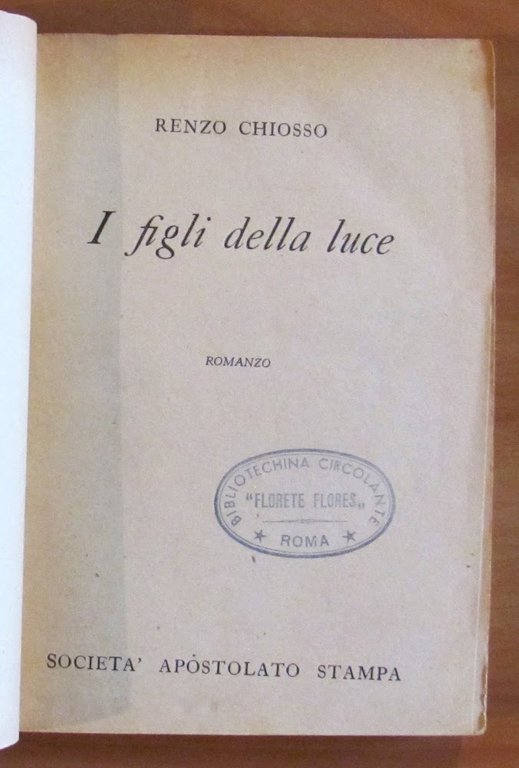 RENZO CHIOSSO
I figli della luce
ROMANZO
BIBLIOTECHINA CIRCOLANTE
"FLORETE FLORES„
★ ROMA ★
SOCIETA' APOSTOLATO STAMPA